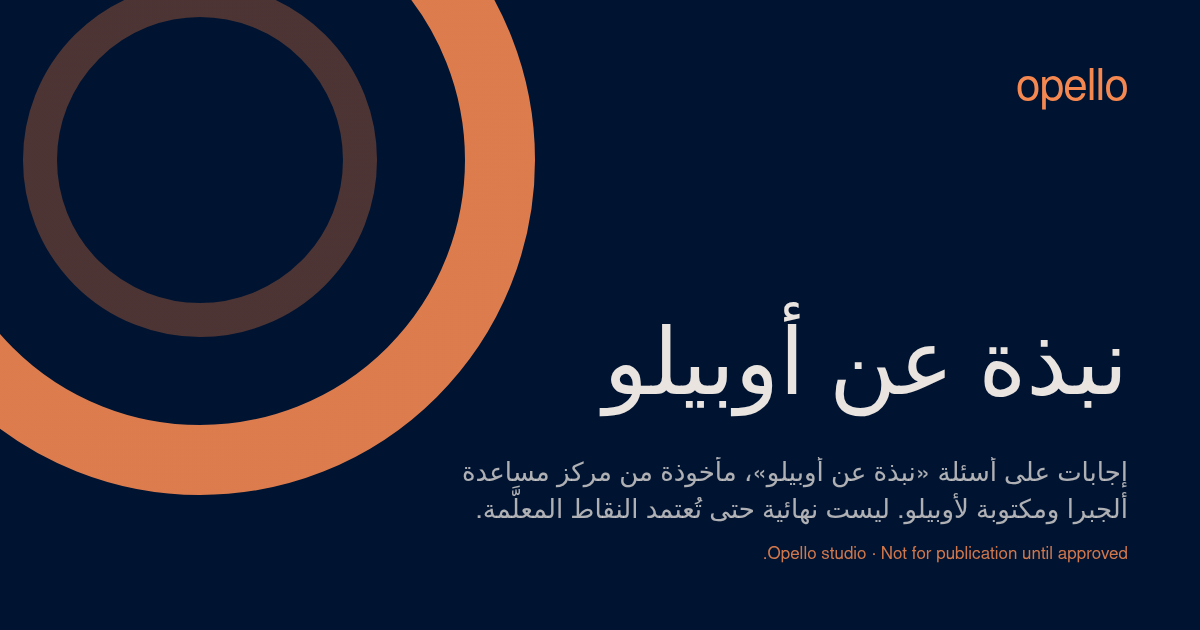 opello
نبذة عن أوبيلو
إجابات على أسئلة «نبذة عن أوبيلو»، مأخوذة من مركز مساعدة
ألجبرا ومكتوبة لأوبيلو. ليست نهائية حتى تُعتمد النقاط المعلَّمة.
.Opello studio · Not for publication until approved